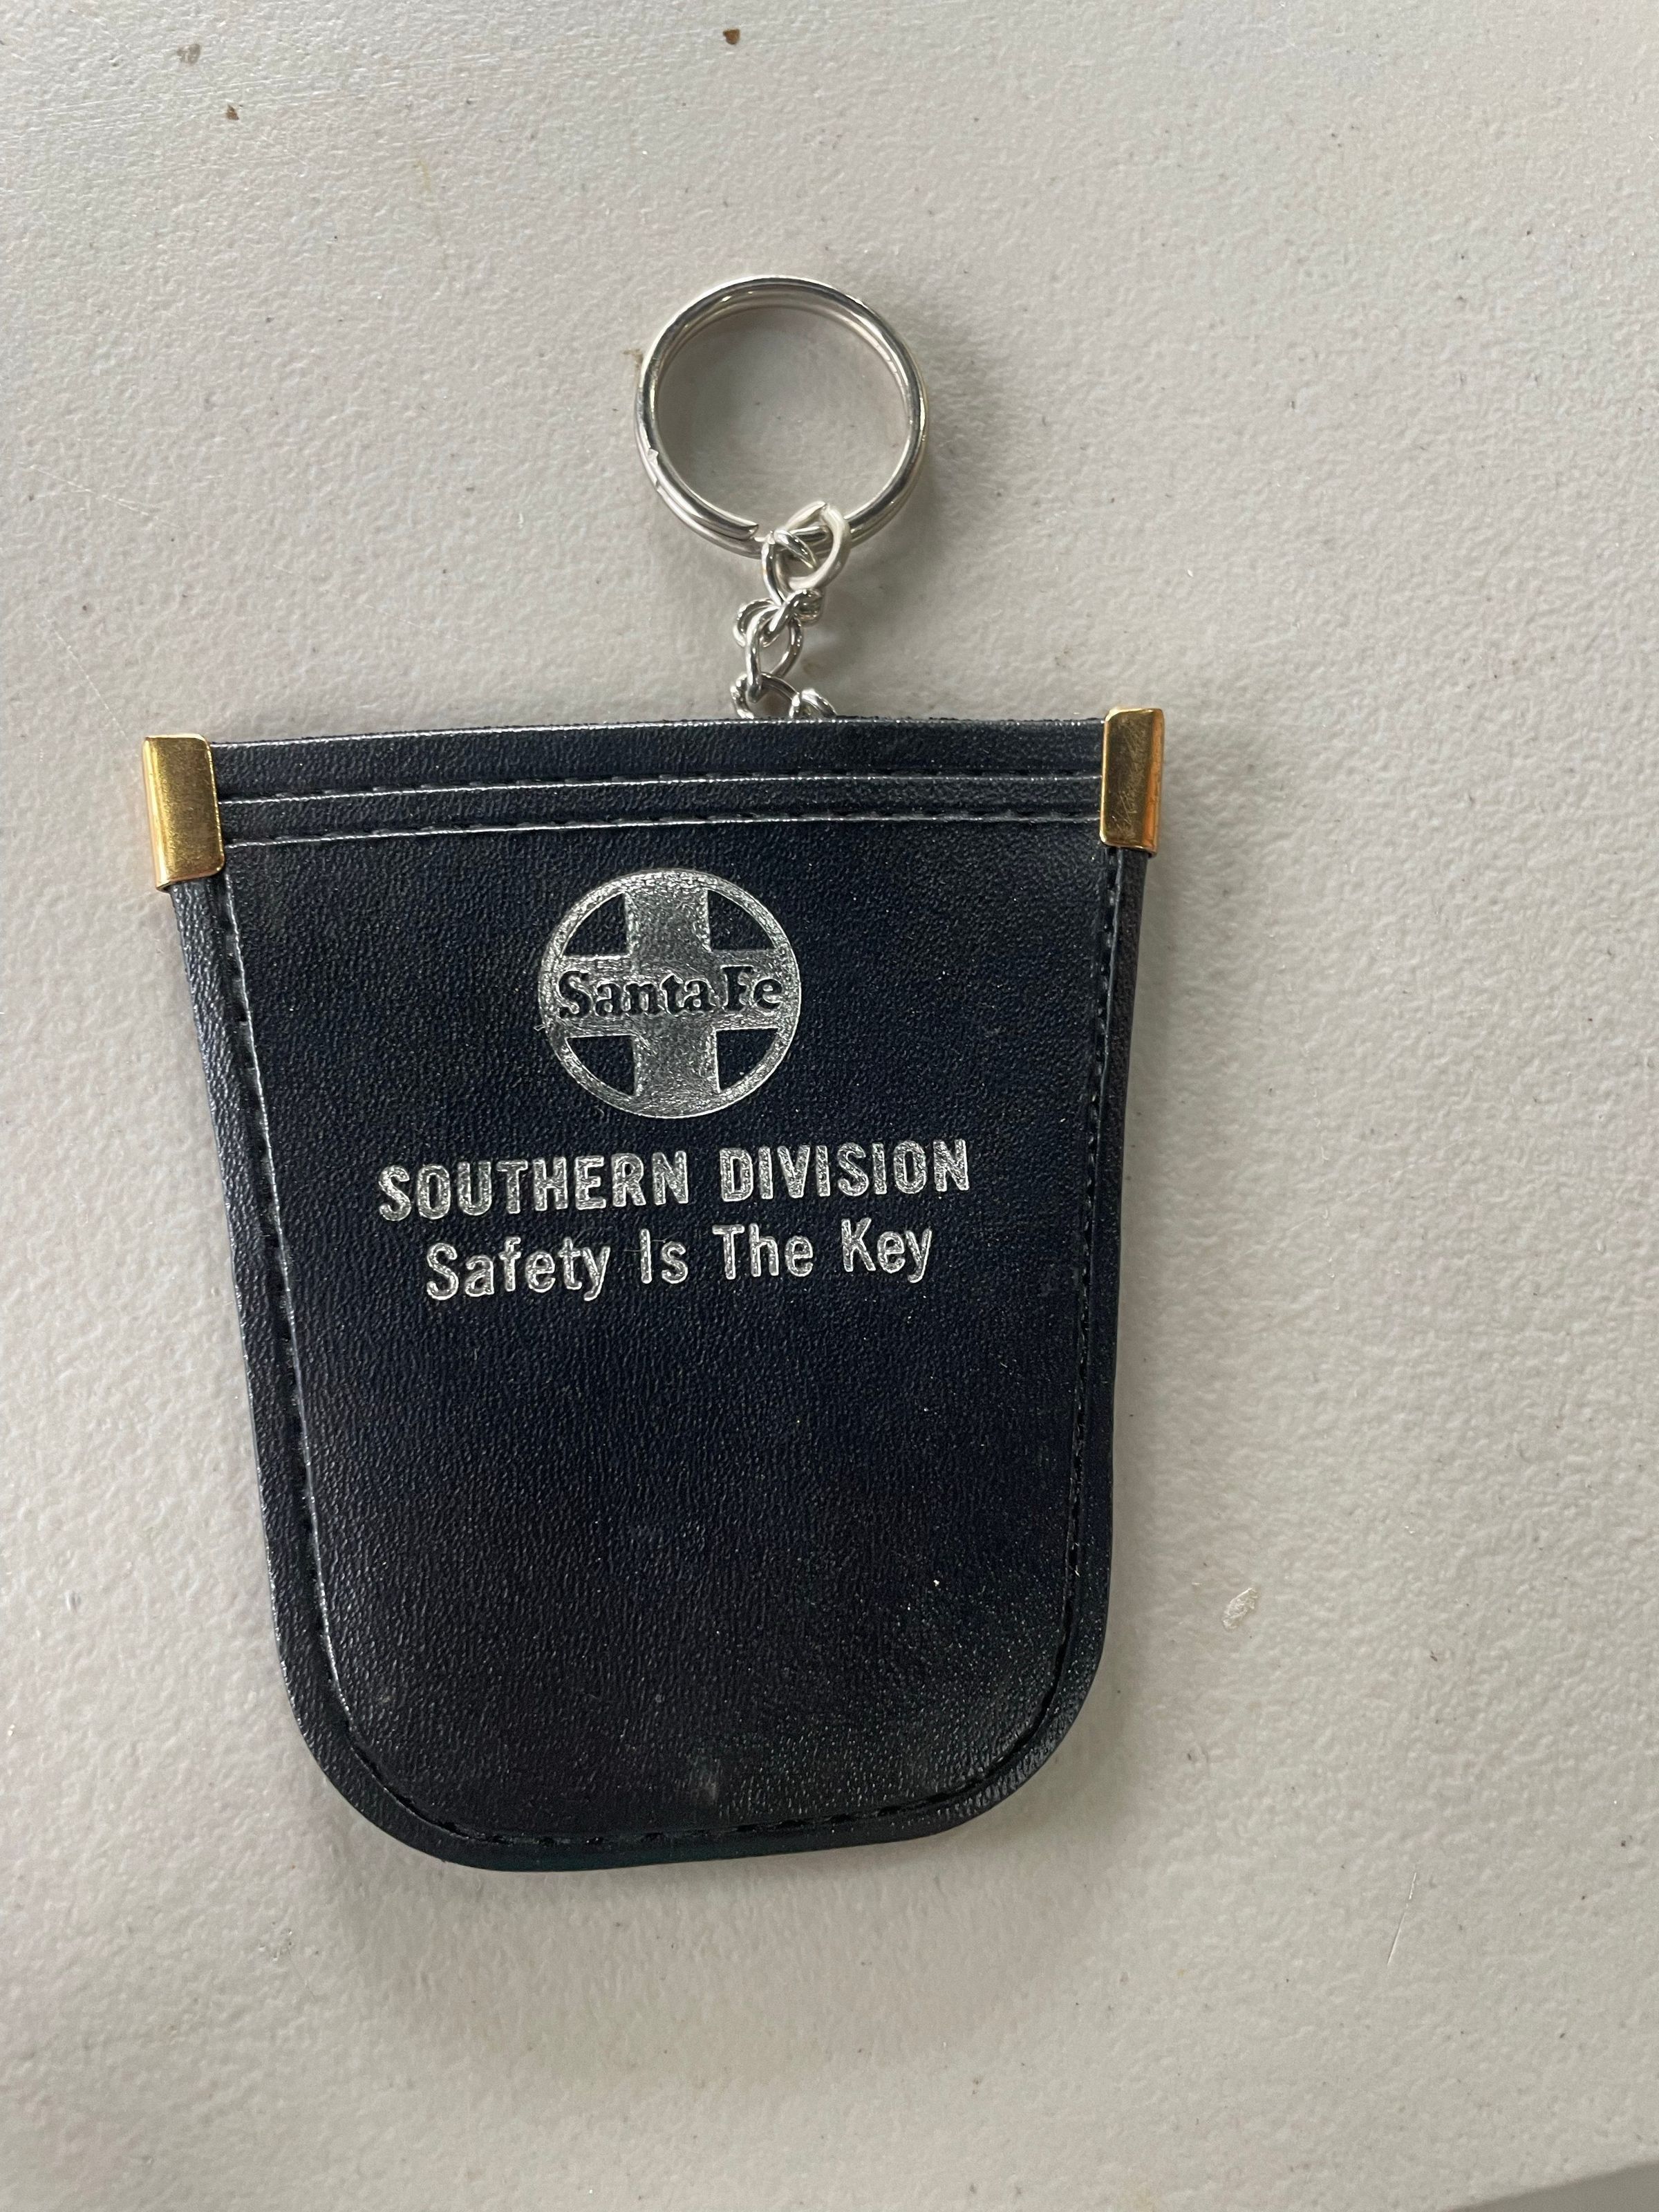 Santa Fe
SOUTHERN DIVISION
Safety Is The Key